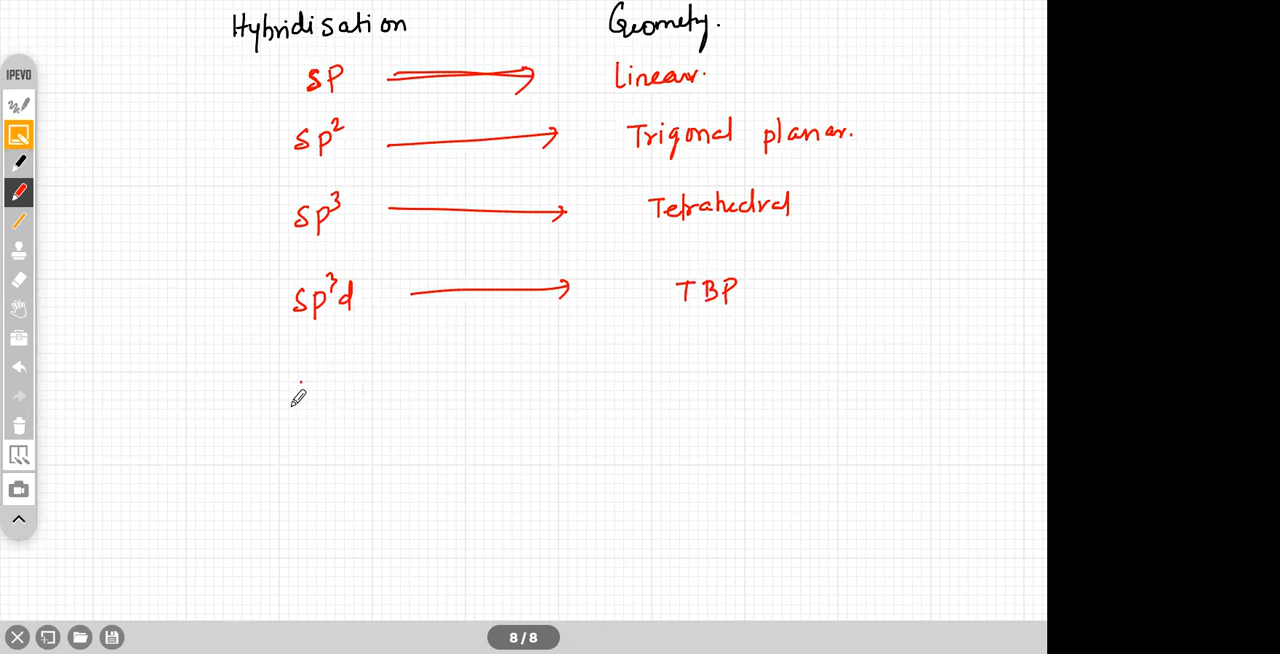 Hybridisation Geometry.
sp Linear.
sp² Trigonal planar.
sp³ Tetrahedral
sp³d TBP
IPEVO
8/8